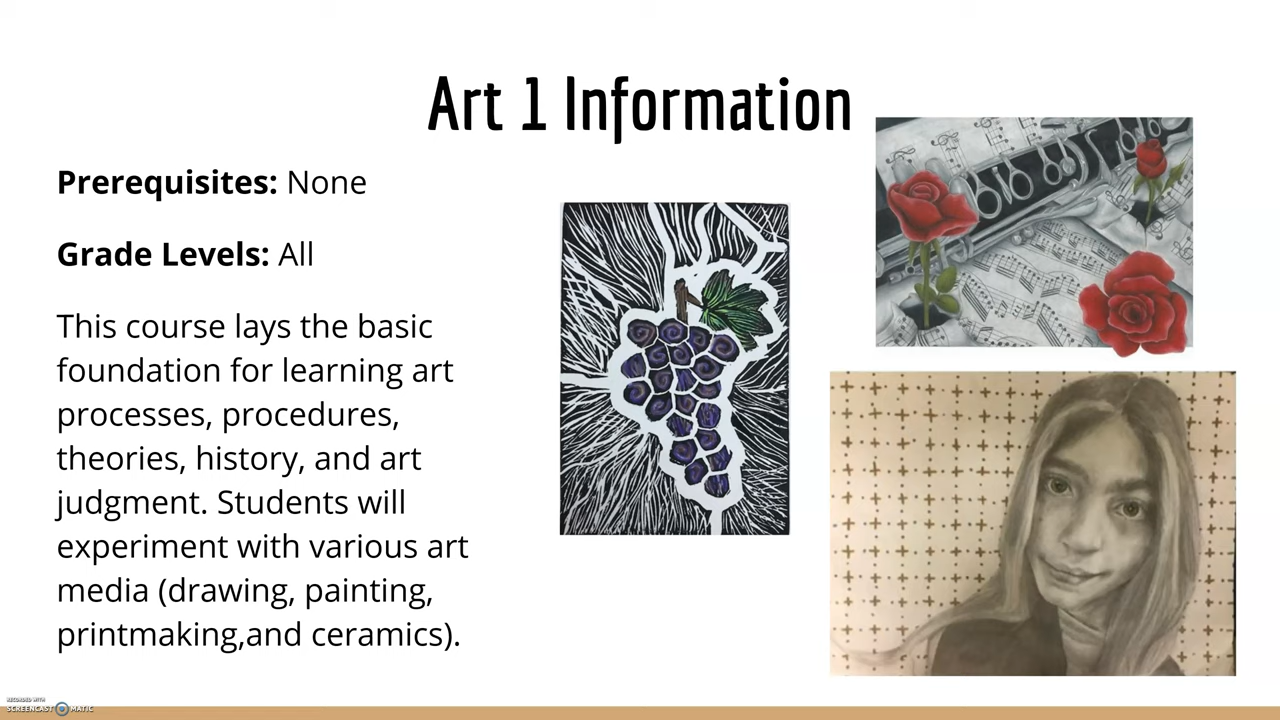 Art 1 Information
Prerequisites: None
Grade Levels: All
This course lays the basic
foundation for learning art
processes, procedures,
theories, history, and art
judgment. Students will
experiment with various art
media (drawing, painting,
printmaking,and ceramics).
RECORDED WITH
SCREENCAST MATIC